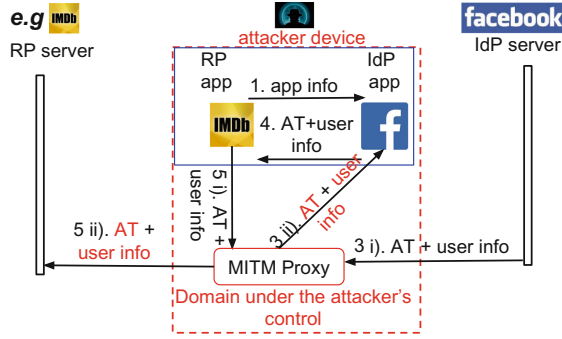 e.g IMDb
facebook
RP server
IdP server
attacker device
RP
app
IdP
app
1. app info
IMDb
f
4. AT+user
info
5 i). AT +
user info
3 ii). AT + user
info
5 ii). AT +
user info
3 i). AT + user info
MITM Proxy
Domain under the attacker's
control